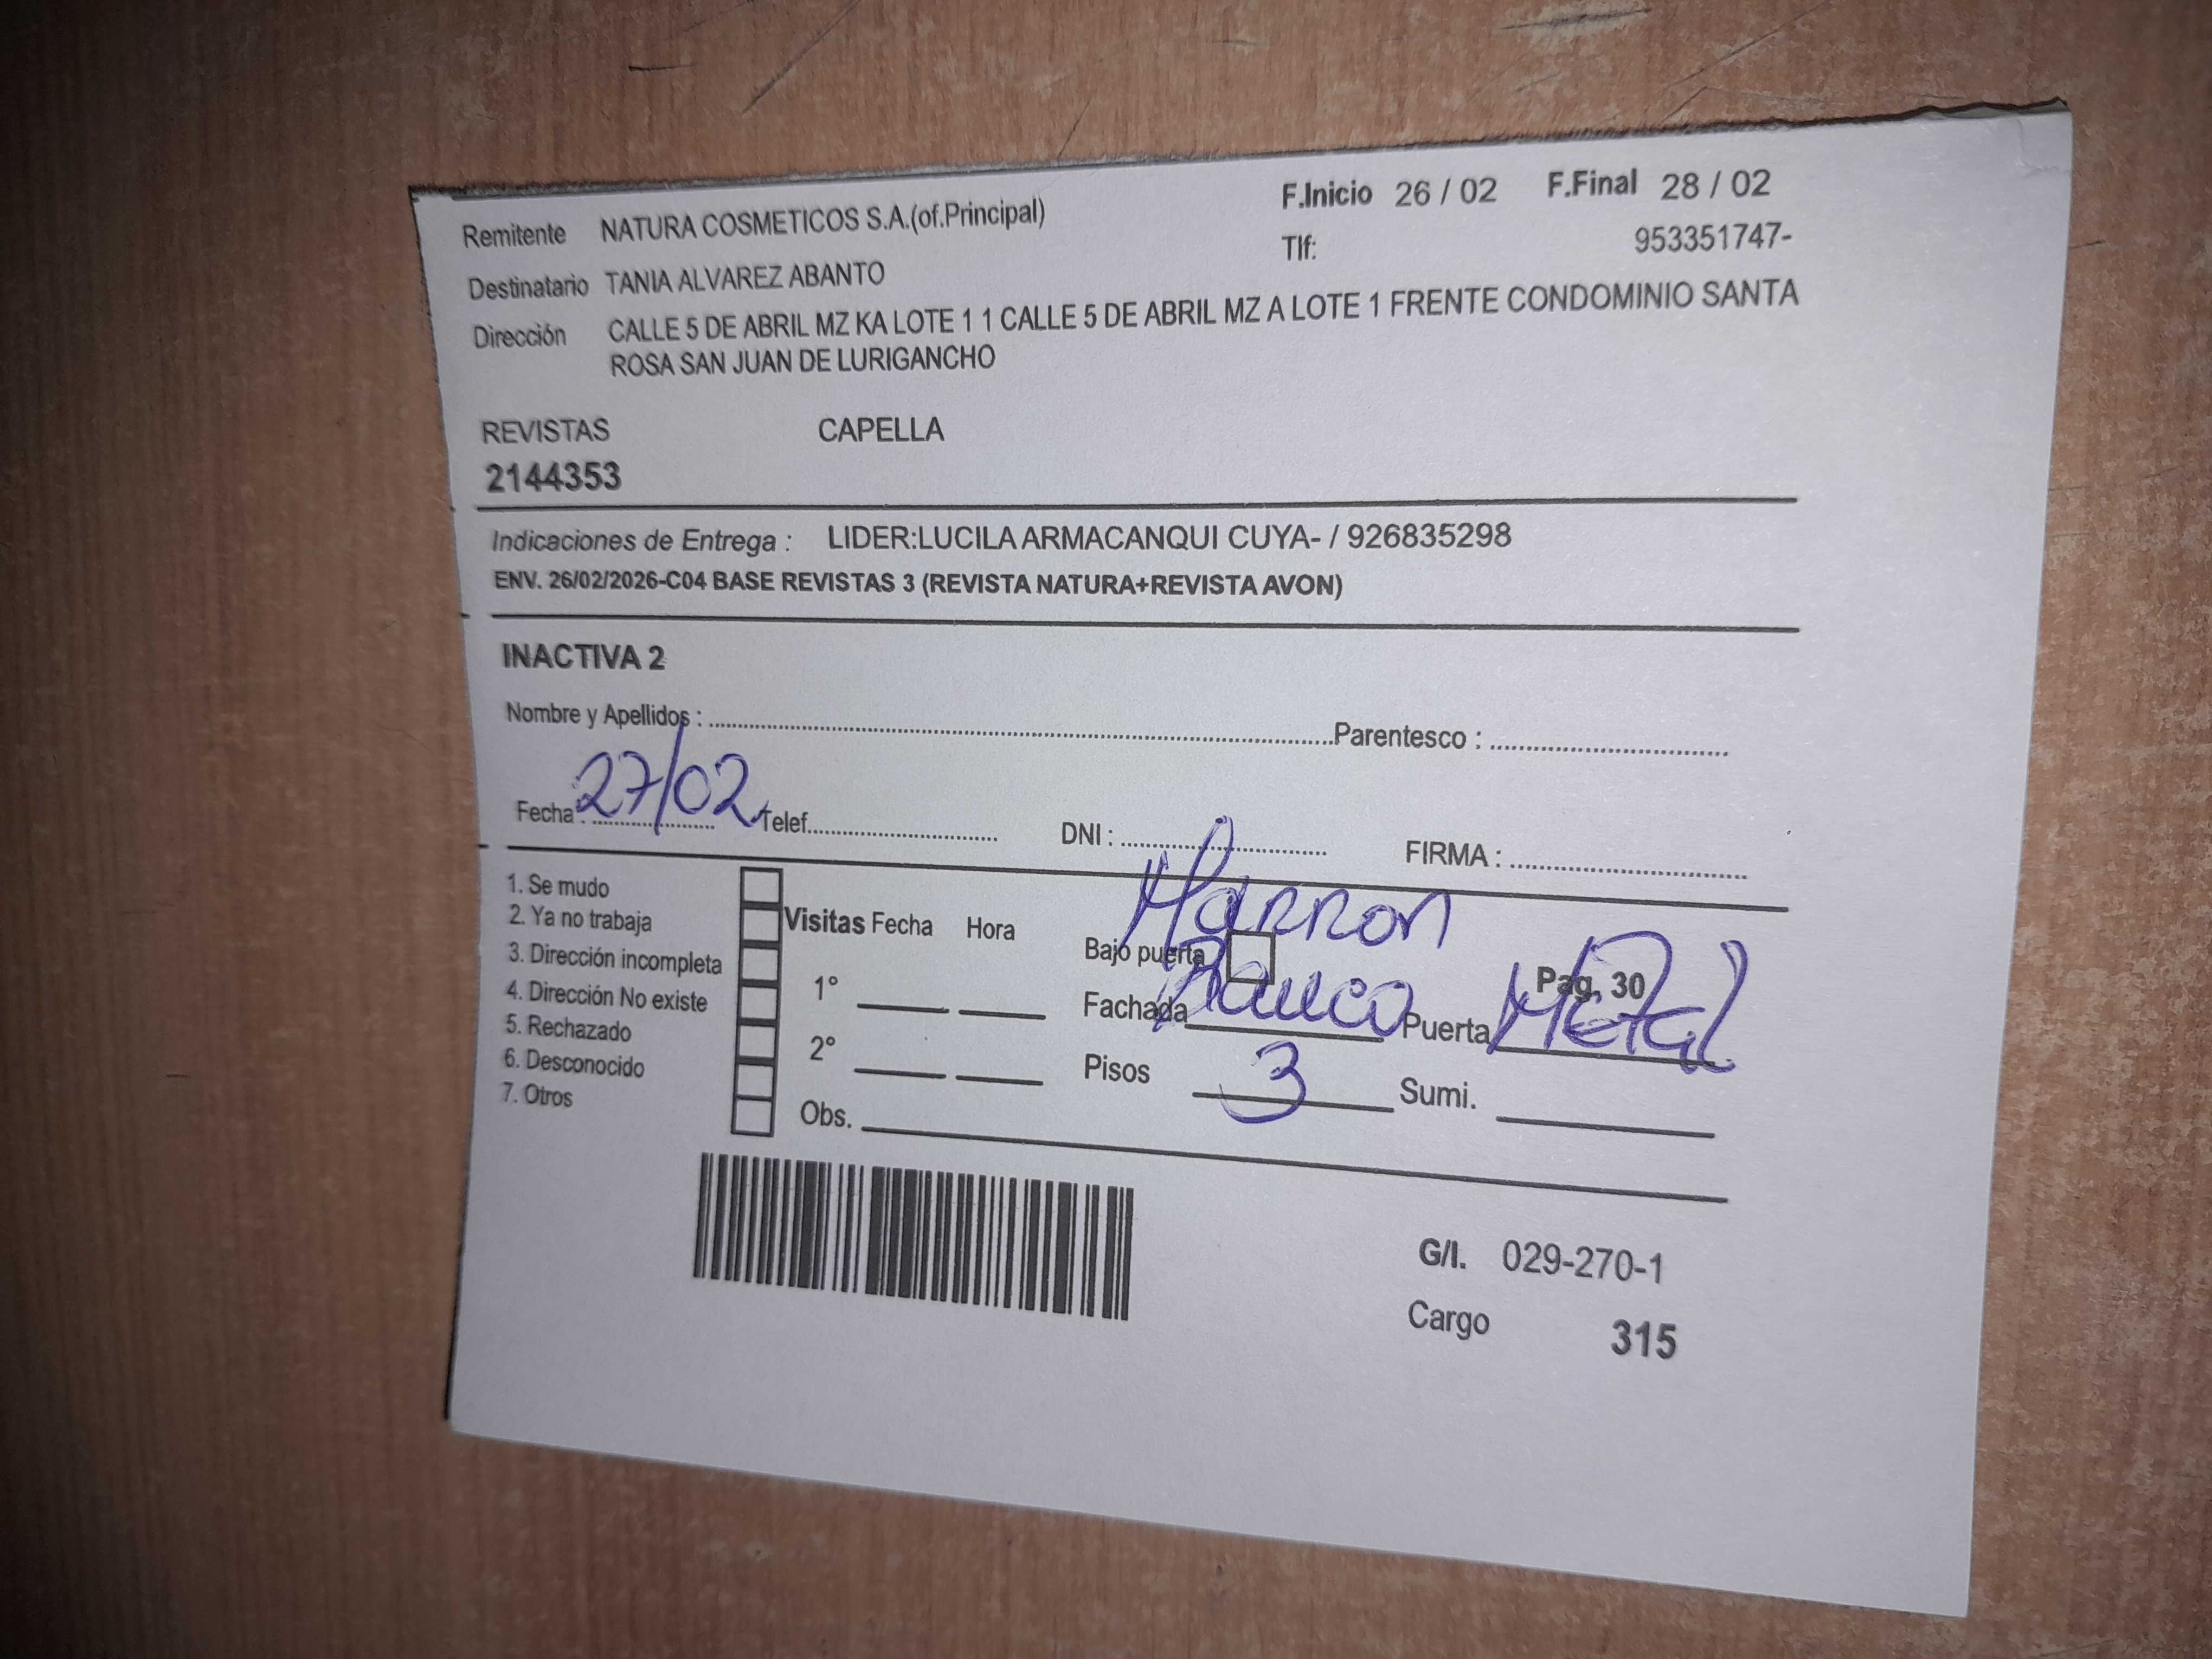 Remitente NATURA COSMETICOS S.A.(of.Principal) F.Inicio 26 / 02 F.Final 28 / 02
Tlf: 953351747-
Destinatario TANIA ALVAREZ ABANTO
Dirección CALLE 5 DE ABRIL MZ KA LOTE 1 1 CALLE 5 DE ABRIL MZ A LOTE 1 FRENTE CONDOMINIO SANTA
ROSA SAN JUAN DE LURIGANCHO
REVISTAS CAPELLA
2144353
Indicaciones de Entrega : LIDER:LUCILA ARMACANQUI CUYA- / 926835298
ENV. 26/02/2026-C04 BASE REVISTAS 3 (REVISTA NATURA+REVISTA AVON)
INACTIVA 2
Nombre y Apellidos : Parentesco :
Fecha : 27/02 Telef. DNI : FIRMA :
1. Se mudo
2. Ya no trabaja
3. Dirección incompleta
4. Dirección No existe
5. Rechazado
6. Desconocido
7. Otros
Visitas Fecha Hora
1°
2°
Obs.
Marron
Bajo puerta Pag. 30
Fachada Blanco Puerta Metal
Pisos 3 Sumi.
G/I. 029-270-1
Cargo 315